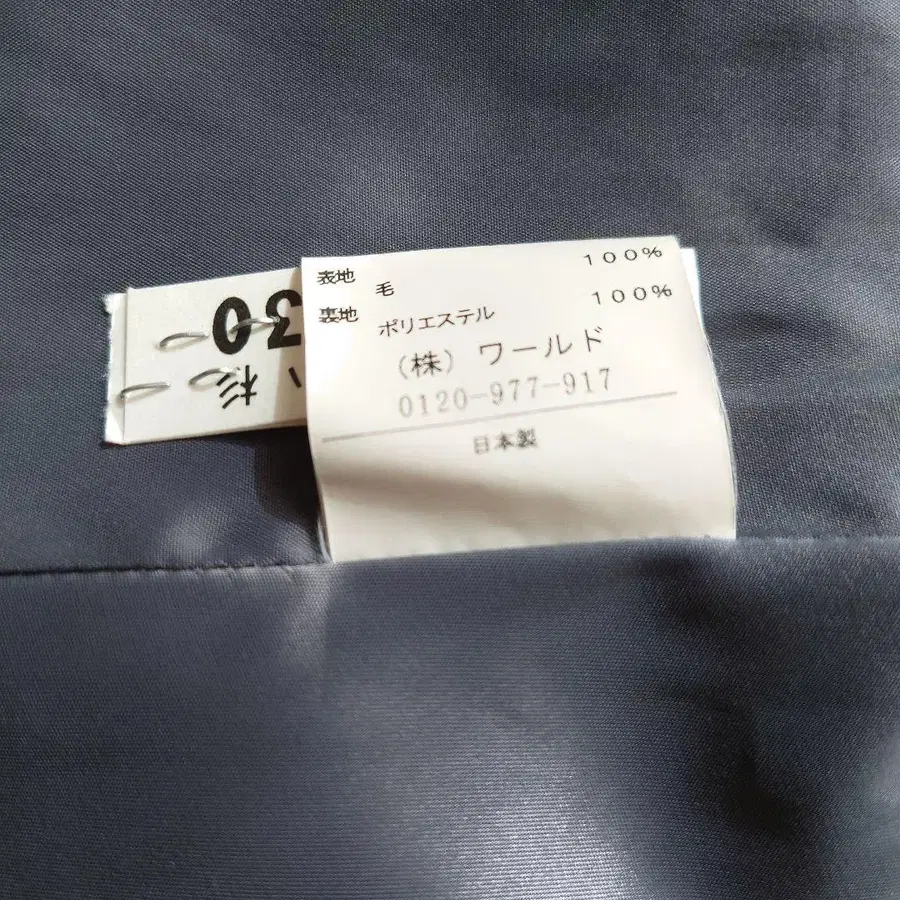 表地 100%
毛
裏地 100%
ポリエステル
（株）ワールド
0120-977-917
日本製
30
杉